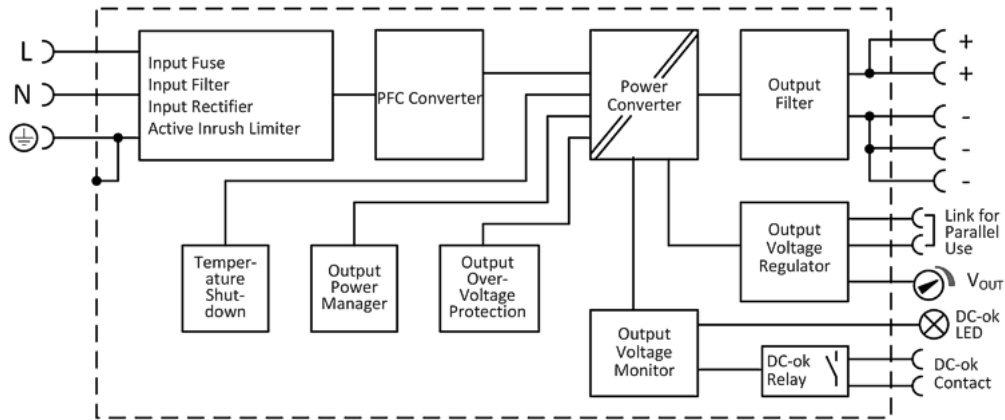 L
N
Input Fuse
Input Filter
Input Rectifier
Active Inrush Limiter
PFC Converter
Power
Converter
Output
Filter
+
+
-
-
-
Temper-
ature
Shut-
down
Output
Power
Manager
Output
Over-
Voltage
Protection
Output
Voltage
Regulator
Link for
Parallel
Use
VOUT
Output
Voltage
Monitor
DC-ok
LED
DC-ok
Relay
DC-ok
Contact